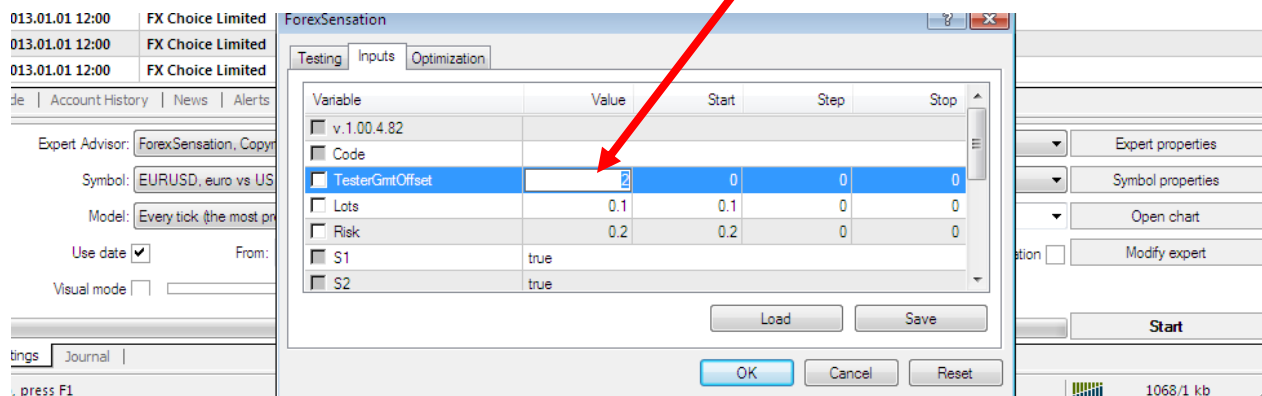 013.01.01 12:00 FX Choice Limited
ForexSensation
013.01.01 12:00 FX Choice Limited
013.01.01 12:00 FX Choice Limited
Testing Inputs Optimization
de | Account History | News | Alerts
Variable Value Start Step Stop
v.1.00.4.82
Code
TesterGmtOffset 2 0 0 0
Lots 0.1 0.1 0 0
Risk 0.2 0.2 0 0
S1 true
S2 true
Expert Advisor: ForexSensation, Copyr
Expert properties
Symbol: EURUSD, euro vs US
Symbol properties
Model: Every tick (the most pre
Open chart
Use date From:
ation
Modify expert
Visual mode
Load Save
Start
tings Journal |
OK Cancel Reset
, press F1
1068/1 kb